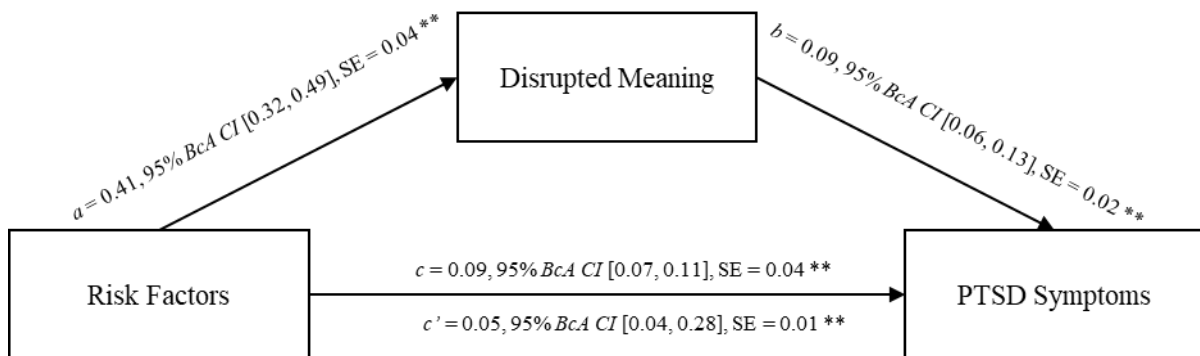 a = 0.41, 95% BcA CI [0.32, 0.49], SE = 0.04 **
Disrupted Meaning
b = 0.09, 95% BcA CI [0.06, 0.13], SE = 0.02 **
Risk Factors
c = 0.09, 95% BcA CI [0.07, 0.11], SE = 0.04 **
c’ = 0.05, 95% BcA CI [0.04, 0.28], SE = 0.01 **
PTSD Symptoms